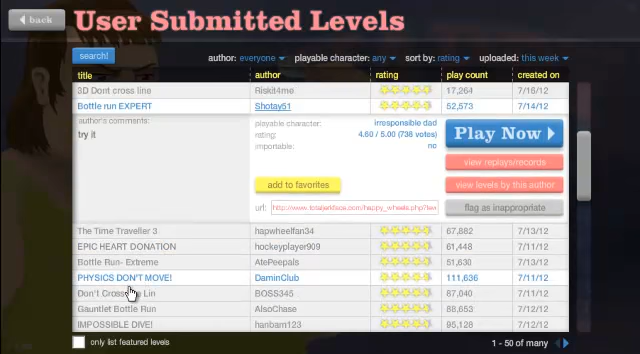 back
User Submitted Levels
search!
author: everyone playable character: any sort by: rating uploaded: this week
title author rating play count created on
3D Dont cross line Riskit4me 17,264 7/16/12
Bottle run EXPERT Shotay51 52,573 7/14/12
author's comments:
try it
playable character: irresponsible dad
rating: 4.60 / 5.00 (738 votes)
importable: no
add to favorites
url: http://www.totaljerkface.com/happy_wheels.php?lev
Play Now
view replays/records
view levels by this author
flag as inappropriate
The Time Traveller 3 hapwheelfan34 67,882 7/13/12
EPIC HEART DONATION hockeyplayer909 61,448 7/11/12
Bottle Run- Extreme AtePeepals 51,630 7/13/12
PHYSICS DON'T MOVE! DaminClub 111,636 7/11/12
Don't Cross Lin BOSS345 87,040 7/11/12
Gauntlet Bottle Run AlsoChase 88,653 7/12/12
IMPOSSIBLE DIVE! hanbam123 95,128 7/11/12
only list featured levels
1 - 50 of many